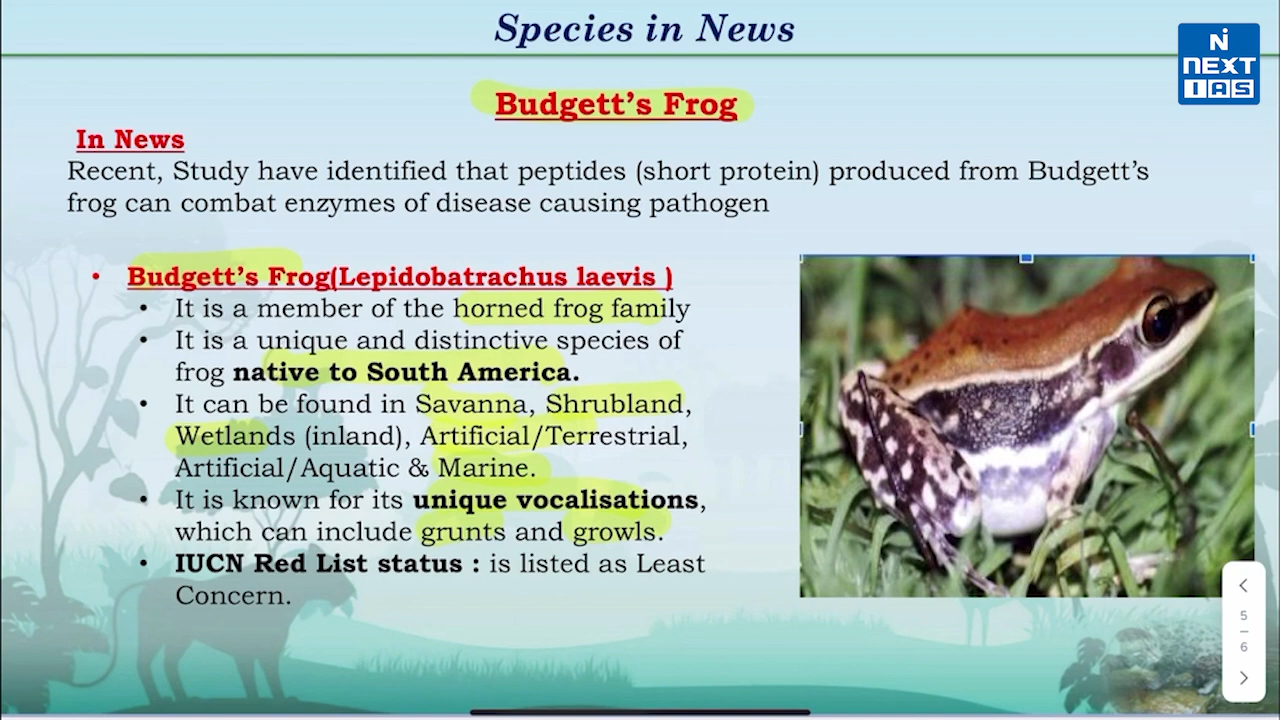 Species in News
NEXT
IAS
Budgett's Frog
In News
Recent, Study have identified that peptides (short protein) produced from Budgett's
frog can combat enzymes of disease causing pathogen
• Budgett's Frog(Lepidobatrachus laevis )
• It is a member of the horned frog family
• It is a unique and distinctive species of
frog native to South America.
• It can be found in Savanna, Shrubland,
Wetlands (inland), Artificial/Terrestrial,
Artificial/Aquatic & Marine.
• It is known for its unique vocalisations,
which can include grunts and growls.
• IUCN Red List status : is listed as Least
Concern.
5
6